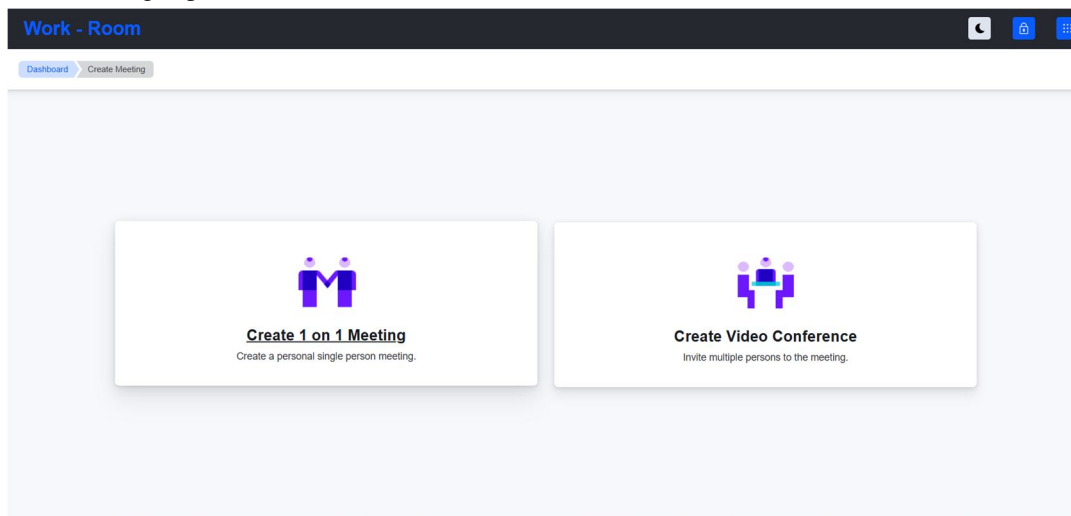 Work - Room
Dashboard
Create Meeting
Create 1 on 1 Meeting
Create a personal single person meeting.
Create Video Conference
Invite multiple persons to the meeting.